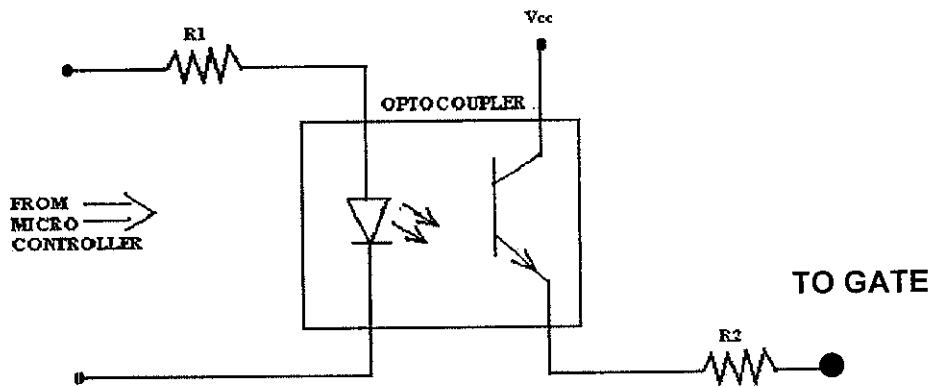 Vcc
R1
OPTOCOUPLER
FROM
MICRO
CONTROLLER
TO GATE
R2